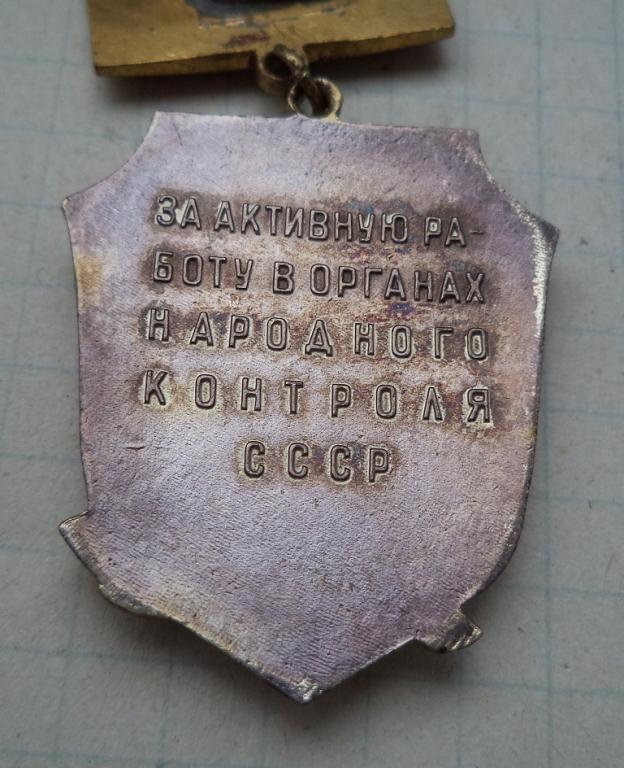 ЗА АКТИВНУЮ РА-
БОТУ В ОРГАНАХ
НАРОДНОГО
КОНТРОЛЯ
СССР